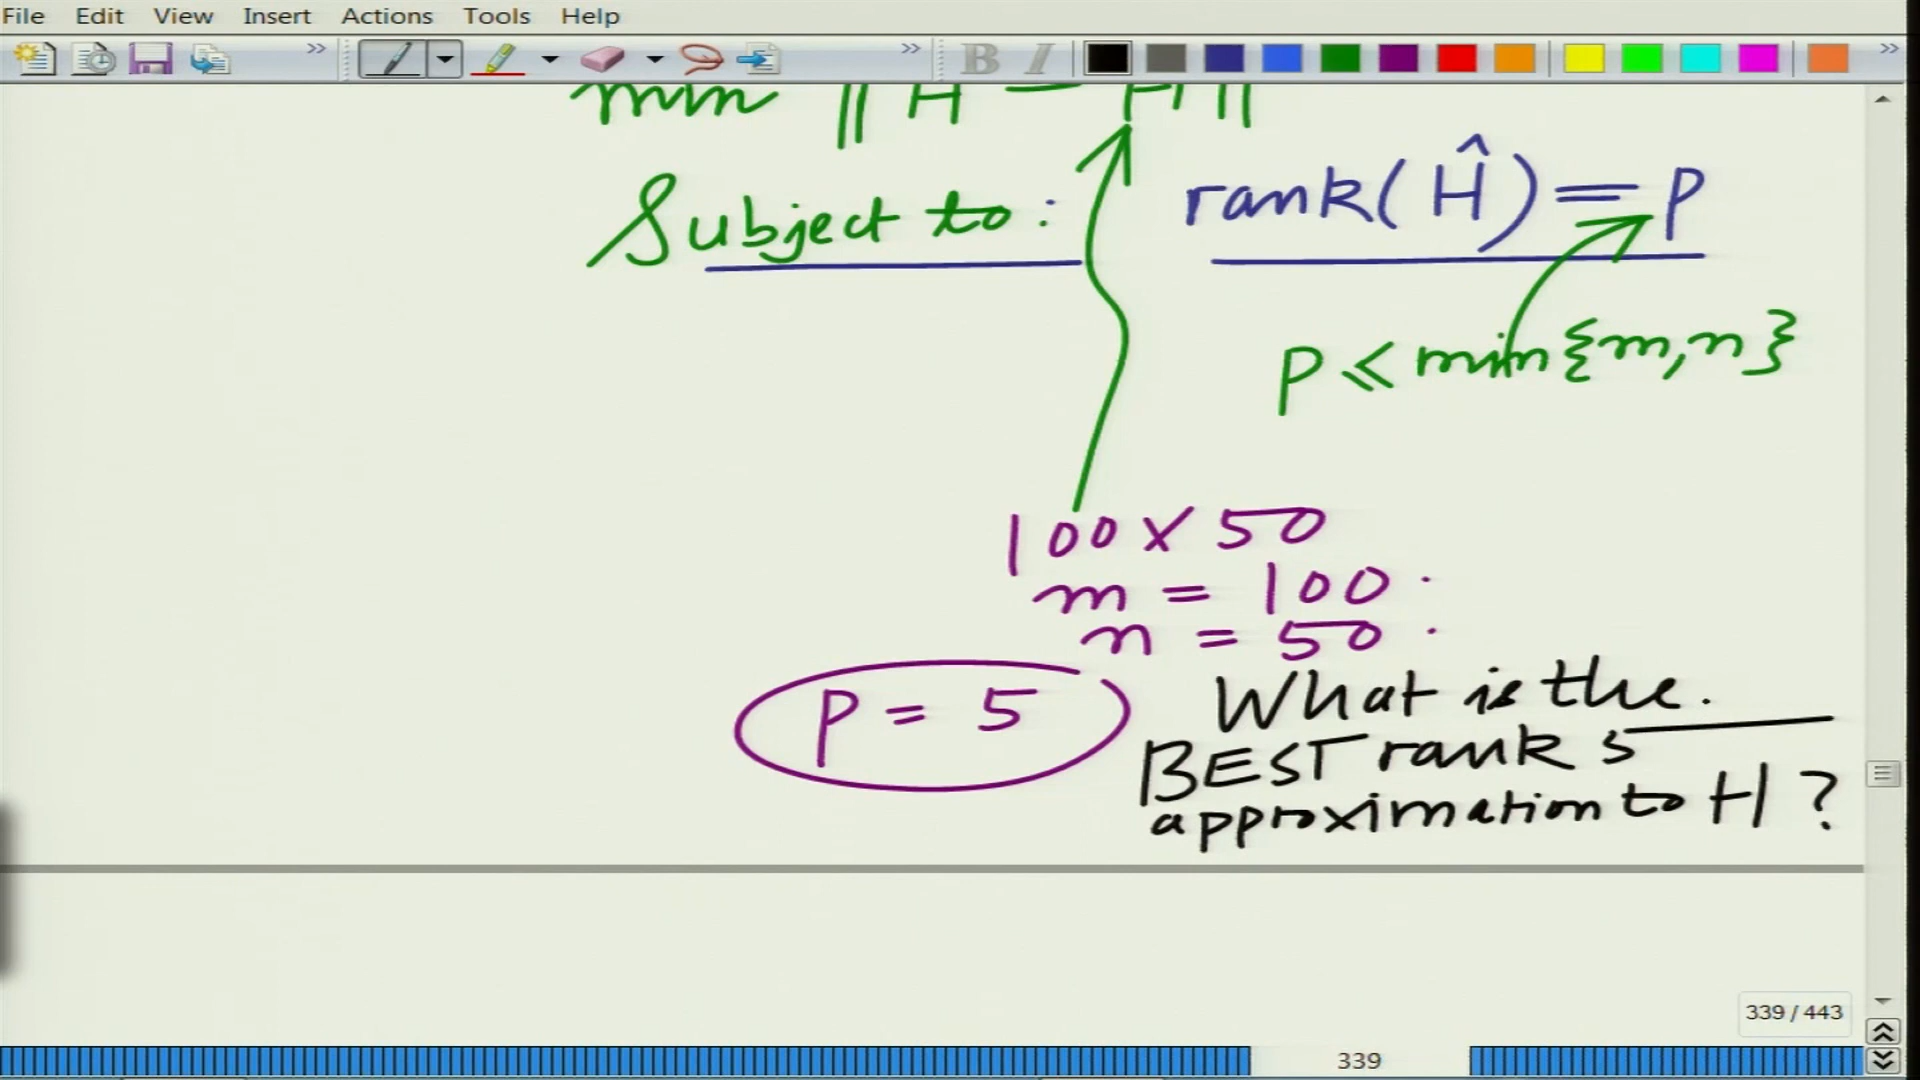 File Edit View Insert Actions Tools Help
min || H - Ĥ ||
Subject to: rank(Ĥ) = p
p ≤ min{m,n}
100 × 50
m = 100.
n = 50.
p = 5
What is the.
BEST rank 5
approximation to H?
339 / 443
339